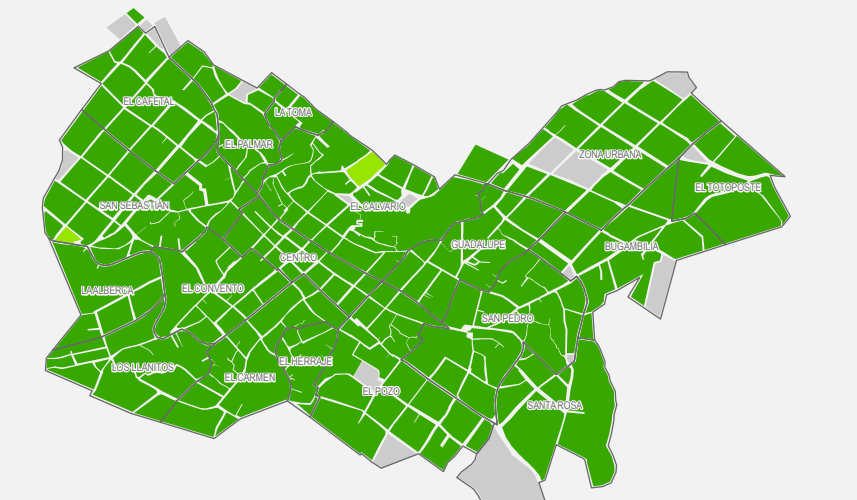 EL CAFETAL
LA TOMA
EL PALMAR
ZONA URBANA
EL TOTOPOSTE
SAN SEBASTIÁN
EL CALVARIO
GUADALUPE
BUGAMBILIA
CENTRO
LA ALBERCA
EL CONVENTO
SAN PEDRO
EL HERRAJE
LOS LLANITOS
EL CARMEN
EL POZO
SANTA ROSA